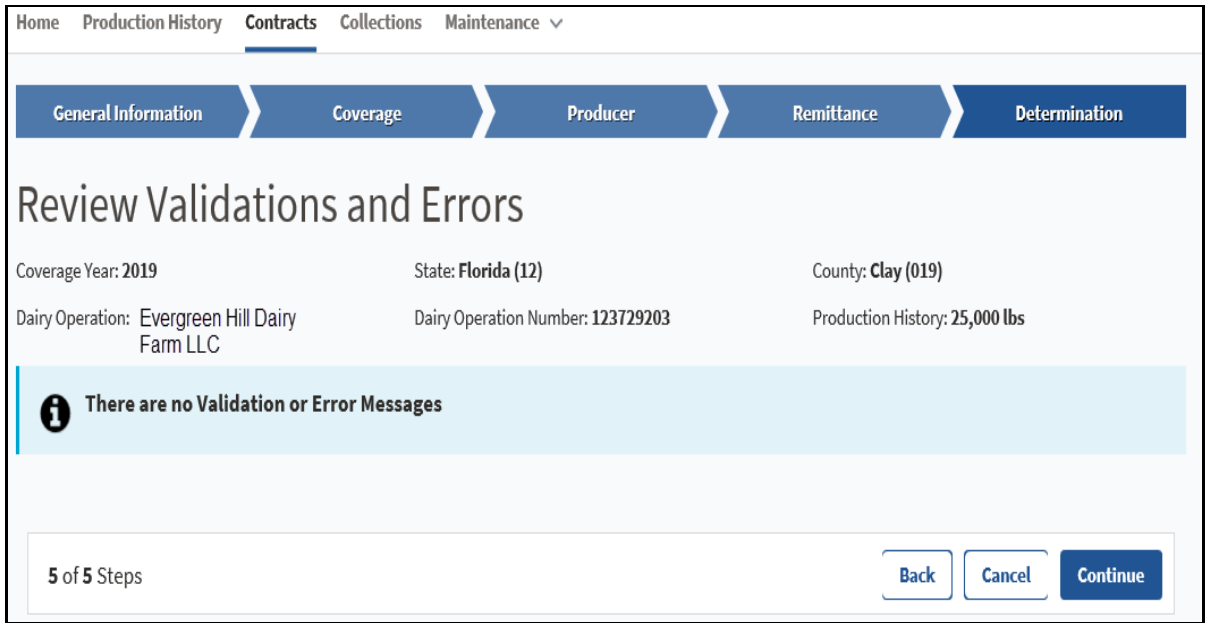 Home Production History Contracts Collections Maintenance
General Information Coverage Producer Remittance Determination
Review Validations and Errors
Coverage Year: 2019 State: Florida (12) County: Clay (019)
Dairy Operation: Evergreen Hill Dairy Dairy Operation Number: 123729203 Production History: 25,000 lbs
Farm LLC
There are no Validation or Error Messages
5 of 5 Steps Back Cancel Continue